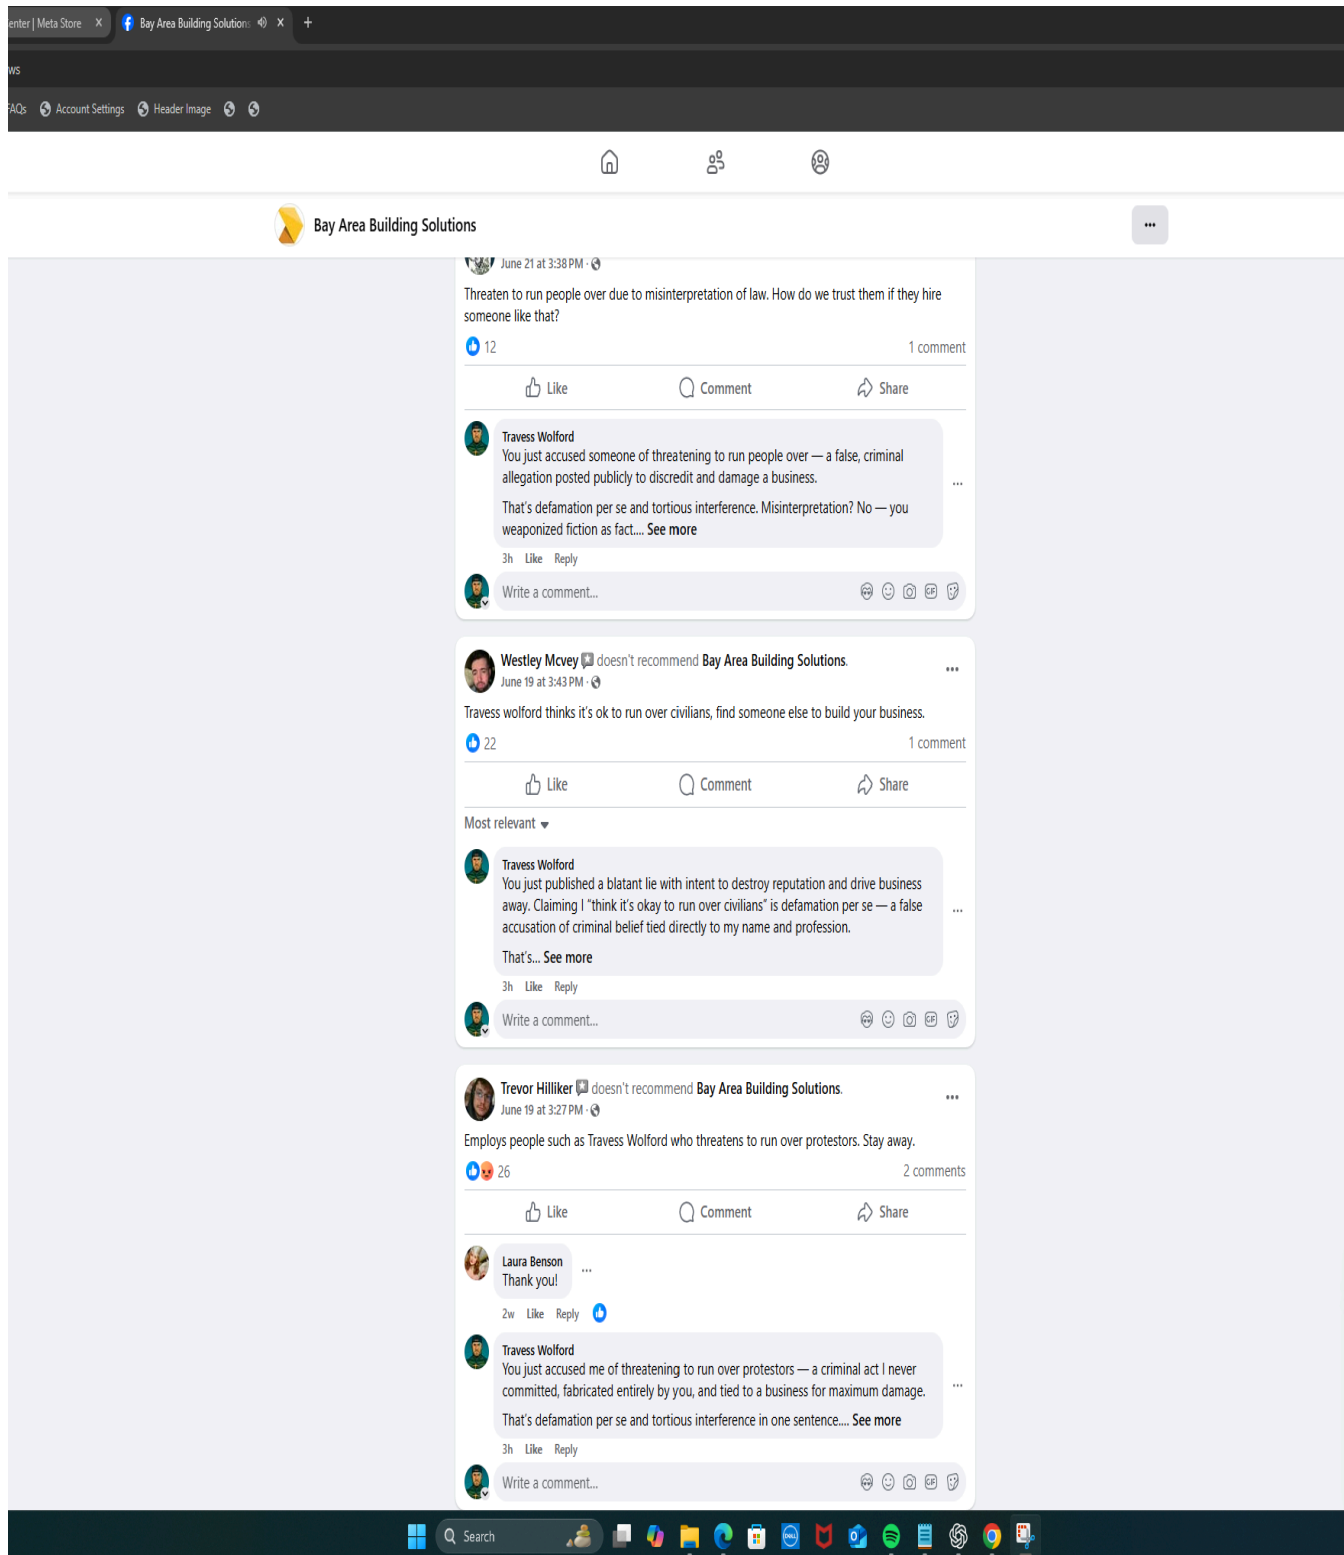 enter | Meta Store
Bay Area Building Solutions
ws
FAQs Account Settings Header Image
Bay Area Building Solutions
June 21 at 3:38 PM ·
Threaten to run people over due to misinterpretation of law. How do we trust them if they hire
someone like that?
12 1 comment
Like Comment Share
Travess Wolford
You just accused someone of threatening to run people over — a false, criminal
allegation posted publicly to discredit and damage a business.
That's defamation per se and tortious interference. Misinterpretation? No — you
weaponized fiction as fact.... See more
3h Like Reply
Write a comment...
GIF
Westley Mcvey doesn't recommend Bay Area Building Solutions.
June 19 at 3:43 PM ·
Travess wolford thinks it's ok to run over civilians, find someone else to build your business.
22 1 comment
Like Comment Share
Most relevant
Travess Wolford
You just published a blatant lie with intent to destroy reputation and drive business
away. Claiming I "think it's okay to run over civilians" is defamation per se — a false
accusation of criminal belief tied directly to my name and profession.
That's... See more
3h Like Reply
Write a comment...
GIF
Trevor Hilliker doesn't recommend Bay Area Building Solutions.
June 19 at 3:27 PM ·
Employs people such as Travess Wolford who threatens to run over protestors. Stay away.
26 2 comments
Like Comment Share
Laura Benson
Thank you!
2w Like Reply
Travess Wolford
You just accused me of threatening to run over protestors — a criminal act I never
committed, fabricated entirely by you, and tied to a business for maximum damage.
That's defamation per se and tortious interference in one sentence.... See more
3h Like Reply
Write a comment...
GIF
Search
DELL